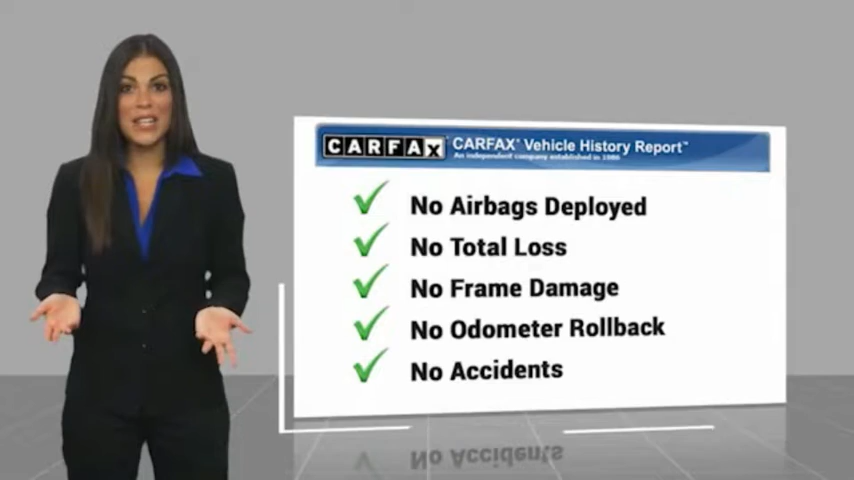 CARFAX CARFAX® Vehicle History Report™
An independent company established in 1986
No Airbags Deployed
No Total Loss
No Frame Damage
No Odometer Rollback
No Accidents
No Accidents